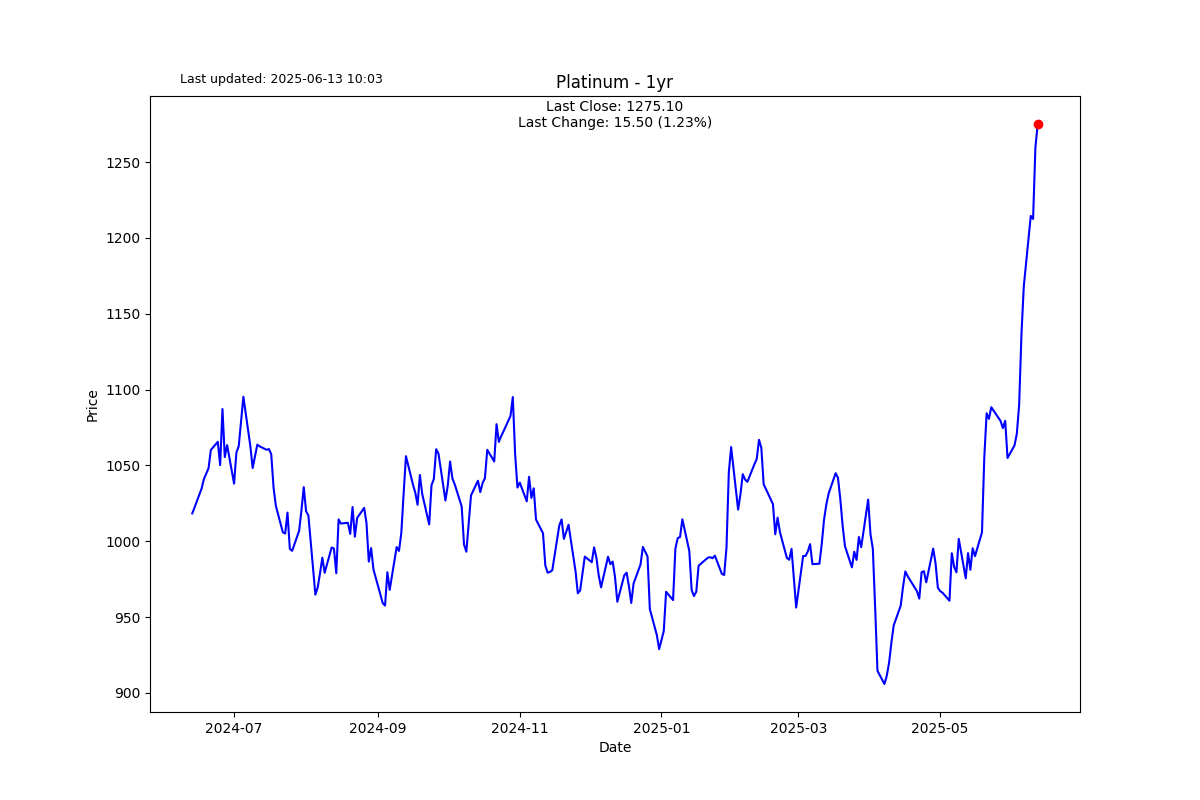 Last updated: 2025-06-13 10:03
Platinum - 1yr
Last Close: 1275.10
Last Change: 15.50 (1.23%)
Price
1250
1200
1150
1100
1050
1000
950
900
2024-07 2024-09 2024-11 2025-01 2025-03 2025-05
Date